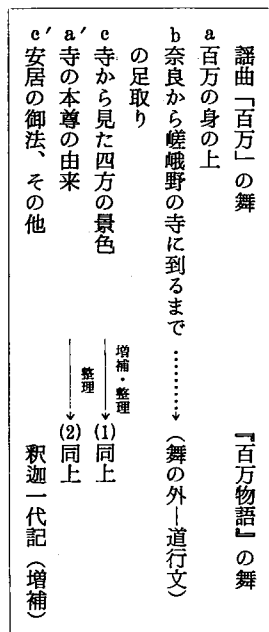 謡曲「百万」の舞 『百万物語』の舞
a 百万の身の上
b 奈良から嵯峨野の寺に到るまで ………→ (舞の外―道行文)
の足取り
c 寺から見た四方の景色 増補・整理→ (1)同上
a′ 寺の本尊の由来 整理→ (2)同上
c′ 安居の御法、その他 釈迦一代記(増補)